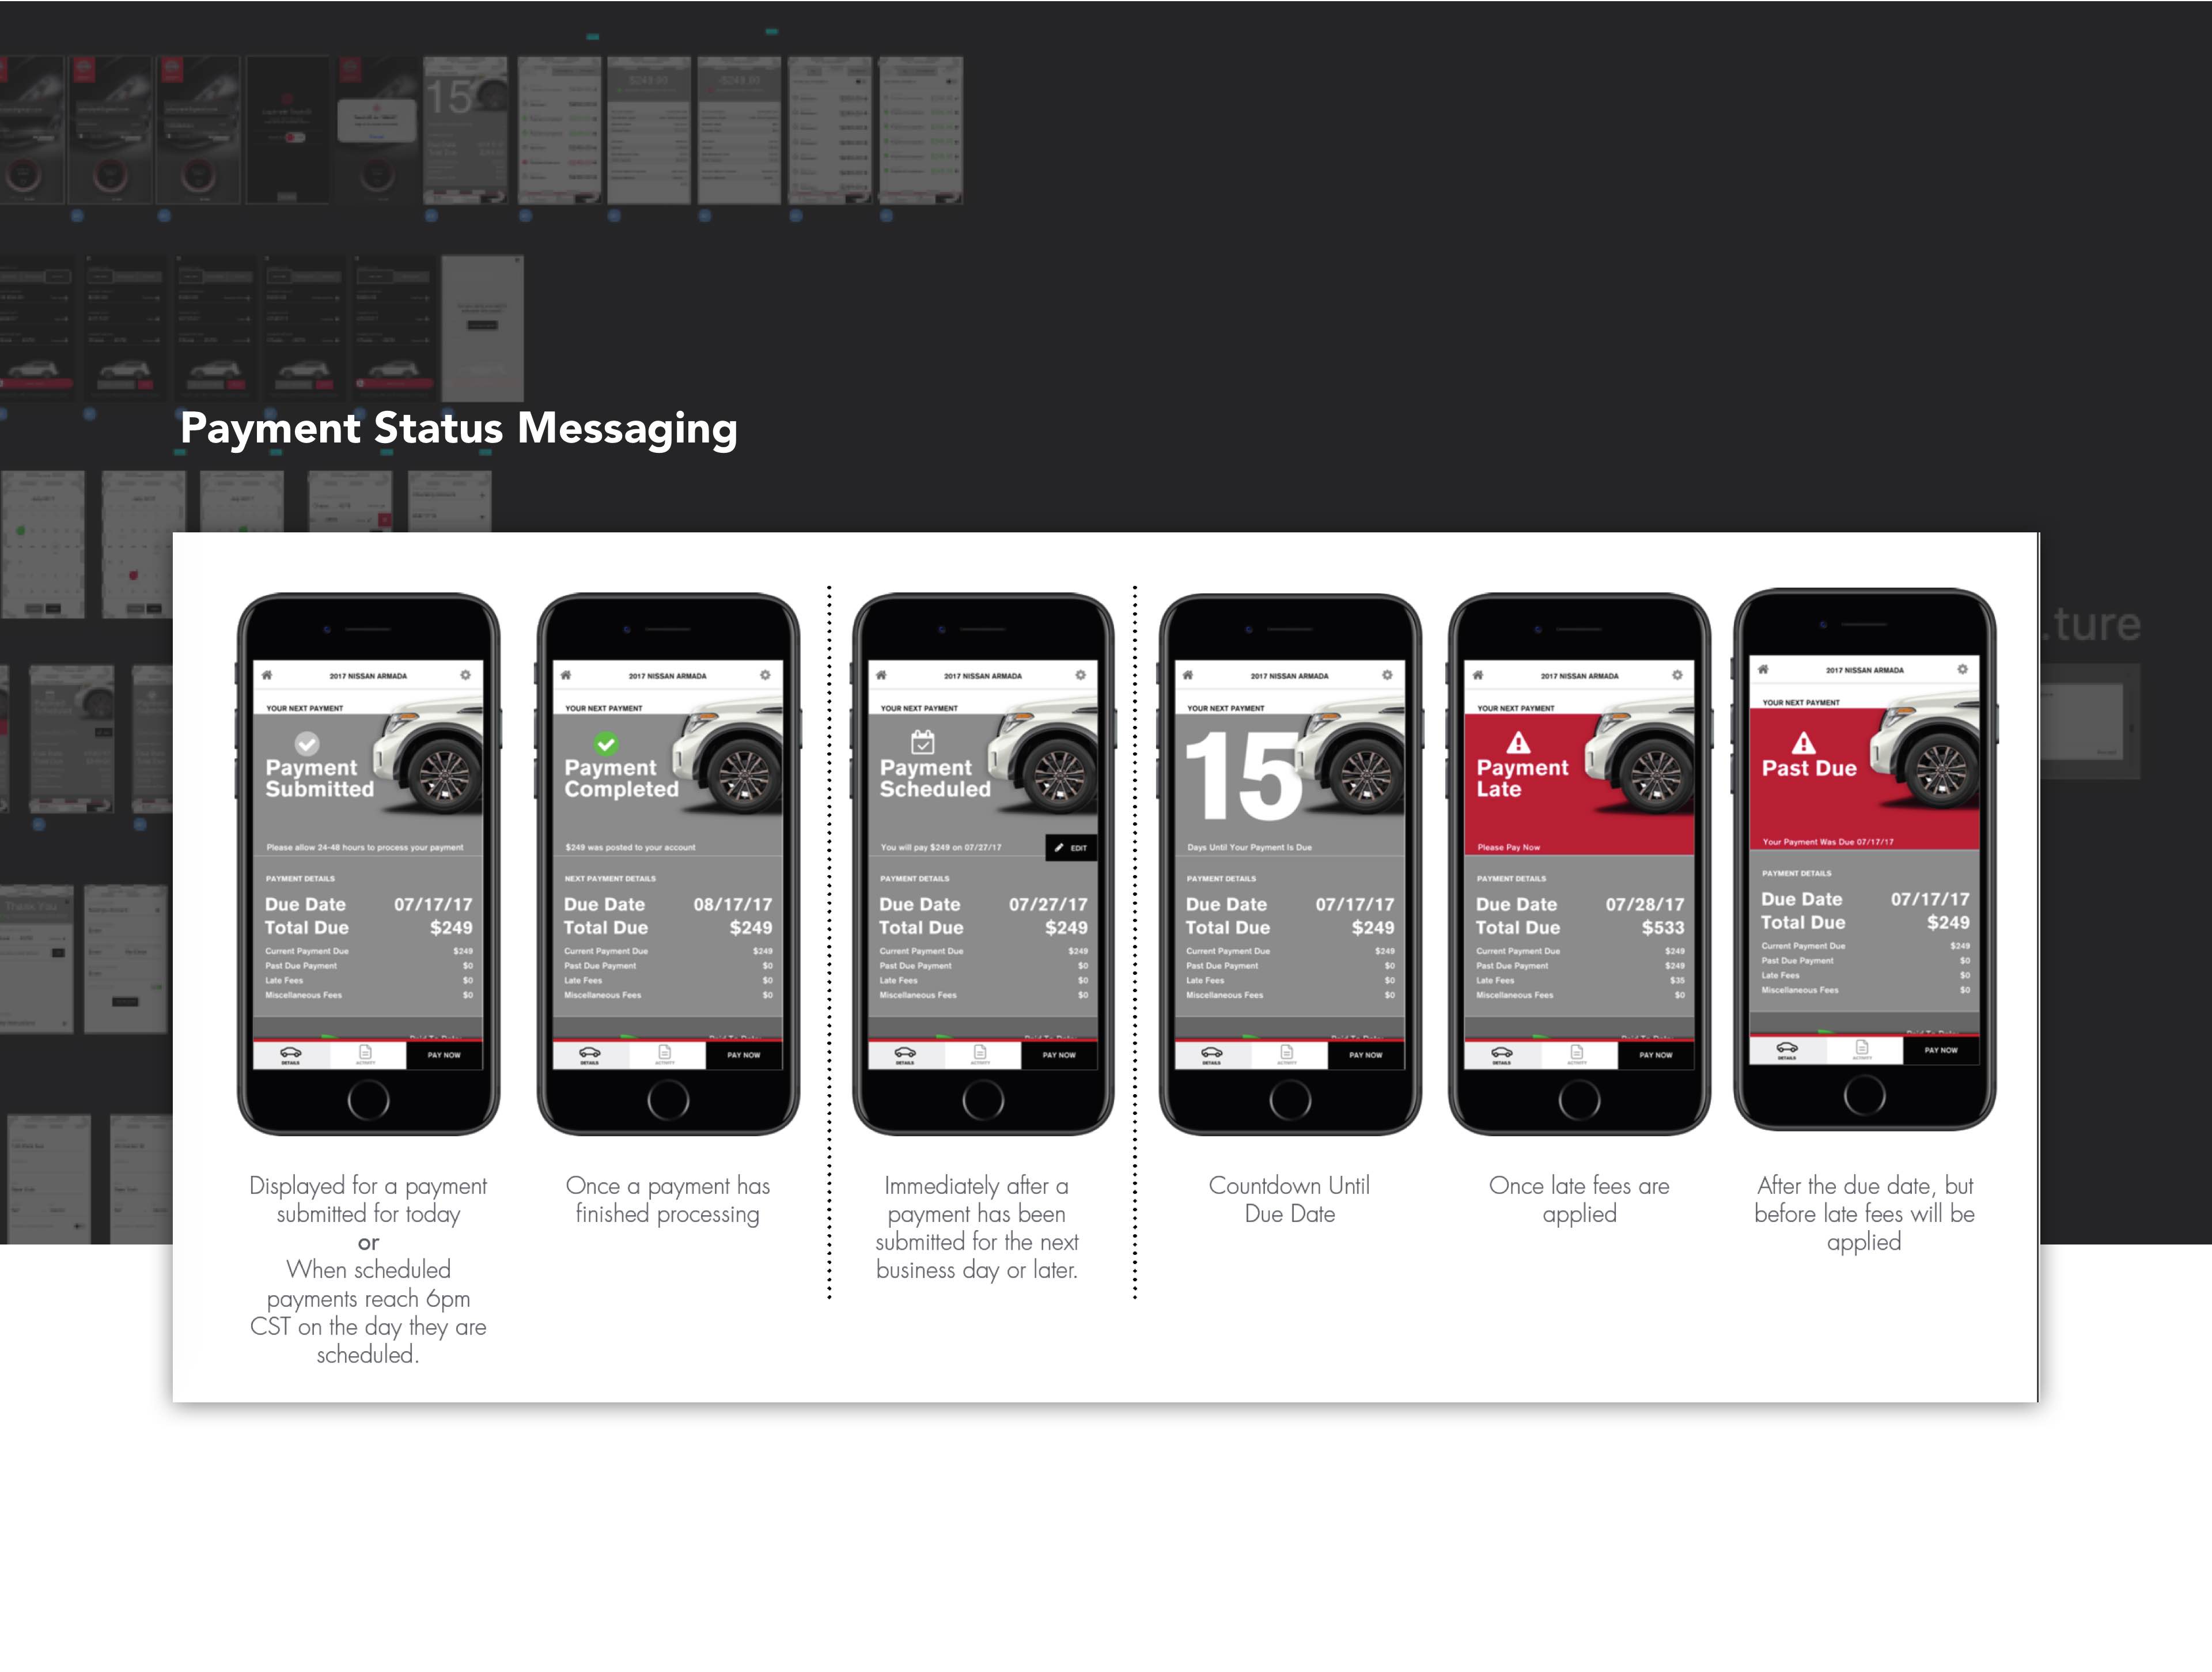 Payment Status Messaging
.ture
2017 NISSAN ARMADA
YOUR NEXT PAYMENT
Payment
Submitted
Please allow 24-48 hours to process your payment
PAYMENT DETAILS
Due Date 07/17/17
Total Due $249
Current Payment Due $249
Past Due Payment $0
Late Fees $0
Miscellaneous Fees $0
DETAILS ACTIVITY PAY NOW
Displayed for a payment
submitted for today
or
When scheduled
payments reach 6pm
CST on the day they are
scheduled.
2017 NISSAN ARMADA
YOUR NEXT PAYMENT
Payment
Completed
$249 was posted to your account
NEXT PAYMENT DETAILS
Due Date 08/17/17
Total Due $249
Current Payment Due $249
Past Due Payment $0
Late Fees $0
Miscellaneous Fees $0
DETAILS ACTIVITY PAY NOW
Once a payment has
finished processing
2017 NISSAN ARMADA
YOUR NEXT PAYMENT
Payment
Scheduled
You will pay $249 on 07/27/17 EDIT
PAYMENT DETAILS
Due Date 07/27/17
Total Due $249
Current Payment Due $249
Past Due Payment $0
Late Fees $0
Miscellaneous Fees $0
DETAILS ACTIVITY PAY NOW
Immediately after a
payment has been
submitted for the next
business day or later.
2017 NISSAN ARMADA
YOUR NEXT PAYMENT
15
Days Until Your Payment Is Due
PAYMENT DETAILS
Due Date 07/17/17
Total Due $249
Current Payment Due $249
Past Due Payment $0
Late Fees $0
Miscellaneous Fees $0
DETAILS ACTIVITY PAY NOW
Countdown Until
Due Date
2017 NISSAN ARMADA
YOUR NEXT PAYMENT
Payment
Late
Please Pay Now
PAYMENT DETAILS
Due Date 07/28/17
Total Due $533
Current Payment Due $249
Past Due Payment $249
Late Fees $35
Miscellaneous Fees $0
DETAILS ACTIVITY PAY NOW
Once late fees are
applied
2017 NISSAN ARMADA
YOUR NEXT PAYMENT
Past Due
Your Payment Was Due 07/17/17
PAYMENT DETAILS
Due Date 07/17/17
Total Due $249
Current Payment Due $249
Past Due Payment $0
Late Fees $0
Miscellaneous Fees $0
DETAILS ACTIVITY PAY NOW
After the due date, but
before late fees will be
applied